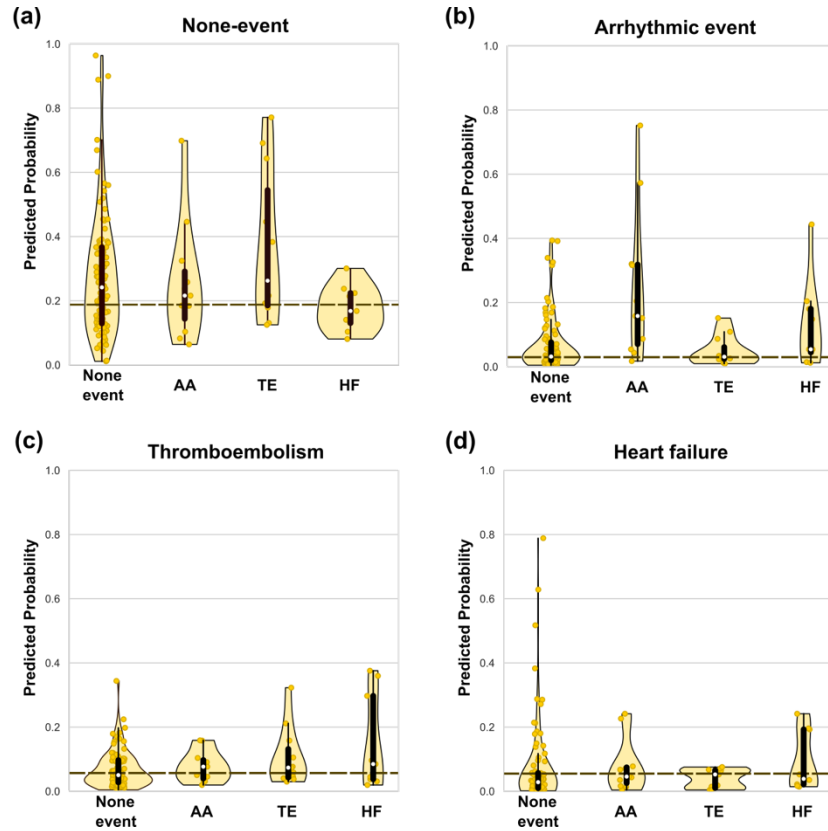 (a)
None-event
Predicted Probability
1.0
0.8
0.6
0.4
0.2
0.0
None event
AA
TE
HF
(b)
Arrhythmic event
Predicted Probability
1.0
0.8
0.6
0.4
0.2
0.0
None event
AA
TE
HF
(c)
Thromboembolism
Predicted Probability
1.0
0.8
0.6
0.4
0.2
0.0
None event
AA
TE
HF
(d)
Heart failure
Predicted Probability
1.0
0.8
0.6
0.4
0.2
0.0
None event
AA
TE
HF